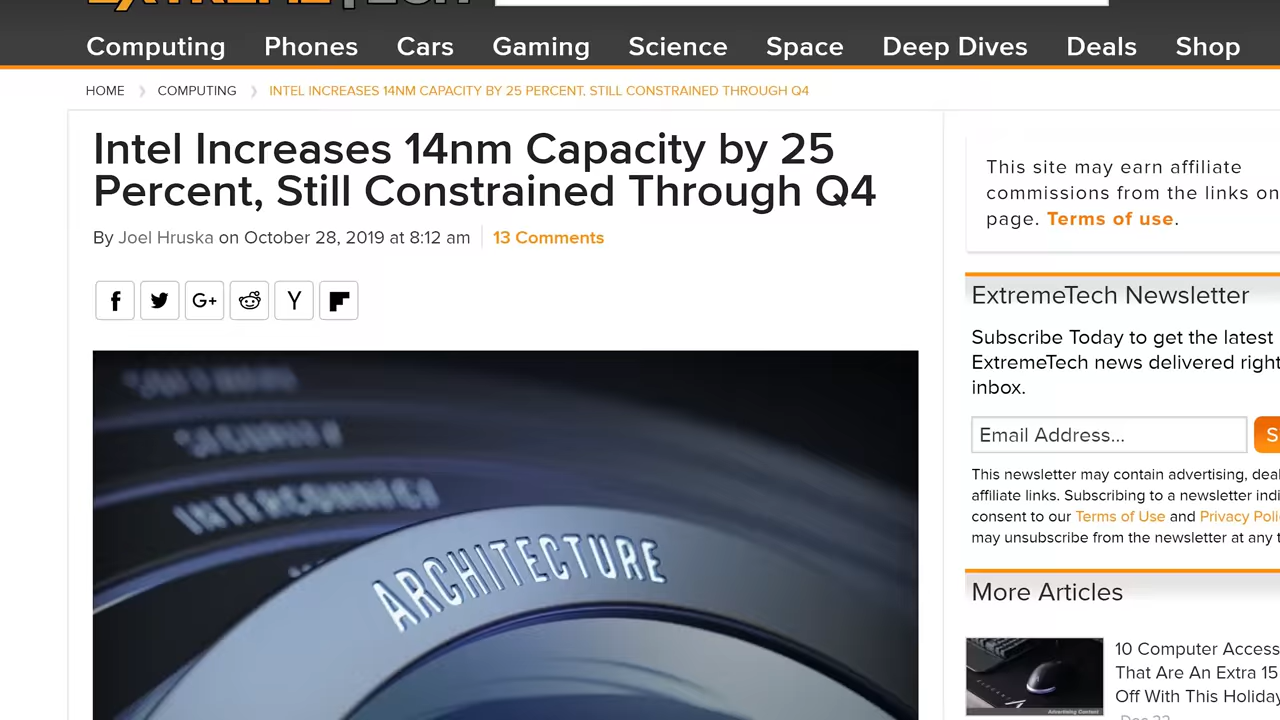 EXTREMETECH
Computing Phones Cars Gaming Science Space Deep Dives Deals Shop
HOME COMPUTING INTEL INCREASES 14NM CAPACITY BY 25 PERCENT, STILL CONSTRAINED THROUGH Q4
Intel Increases 14nm Capacity by 25
Percent, Still Constrained Through Q4
By Joel Hruska on October 28, 2019 at 8:12 am 13 Comments
f G+ Y
SOFTWARE
SECURITY
INTERCONNECT
ARCHITECTURE
This site may earn affiliate
commissions from the links on
page. Terms of use.
ExtremeTech Newsletter
Subscribe Today to get the latest
ExtremeTech news delivered right
inbox.
Email Address...
S
This newsletter may contain advertising, deal
affiliate links. Subscribing to a newsletter indi
consent to our Terms of Use and Privacy Poli
may unsubscribe from the newsletter at any t
More Articles
10 Computer Access
That Are An Extra 15
Off With This Holiday
Dec 22